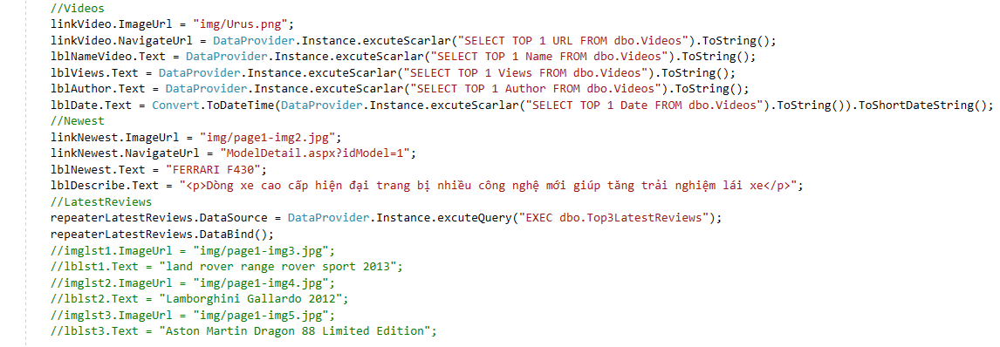 //Videos
linkVideo.ImageUrl = "img/Urus.png";
linkVideo.NavigateUrl = DataProvider.Instance.excuteScarlar("SELECT TOP 1 URL FROM dbo.Videos").ToString();
lblNameVideo.Text = DataProvider.Instance.excuteScarlar("SELECT TOP 1 Name FROM dbo.Videos").ToString();
lblViews.Text = DataProvider.Instance.excuteScarlar("SELECT TOP 1 Views FROM dbo.Videos").ToString();
lblAuthor.Text = DataProvider.Instance.excuteScarlar("SELECT TOP 1 Author FROM dbo.Videos").ToString();
lblDate.Text = Convert.ToDateTime(DataProvider.Instance.excuteScarlar("SELECT TOP 1 Date FROM dbo.Videos").ToString()).ToShortDateString();
//Newest
linkNewest.ImageUrl = "img/page1-img2.jpg";
linkNewest.NavigateUrl = "ModelDetail.aspx?idModel=1";
lblNewest.Text = "FERRARI F430";
lblDescribe.Text = "<p>Dòng xe cao cấp hiện đại trang bị nhiều công nghệ mới giúp tăng trải nghiệm lái xe</p>";
//LatestReviews
repeaterLatestReviews.DataSource = DataProvider.Instance.excuteQuery("EXEC dbo.Top3LatestReviews");
repeaterLatestReviews.DataBind();
//imglst1.ImageUrl = "img/page1-img3.jpg";
//lblst1.Text = "land rover range rover sport 2013";
//imglst2.ImageUrl = "img/page1-img4.jpg";
//lblst2.Text = "Lamborghini Gallardo 2012";
//imglst3.ImageUrl = "img/page1-img5.jpg";
//lblst3.Text = "Aston Martin Dragon 88 Limited Edition";